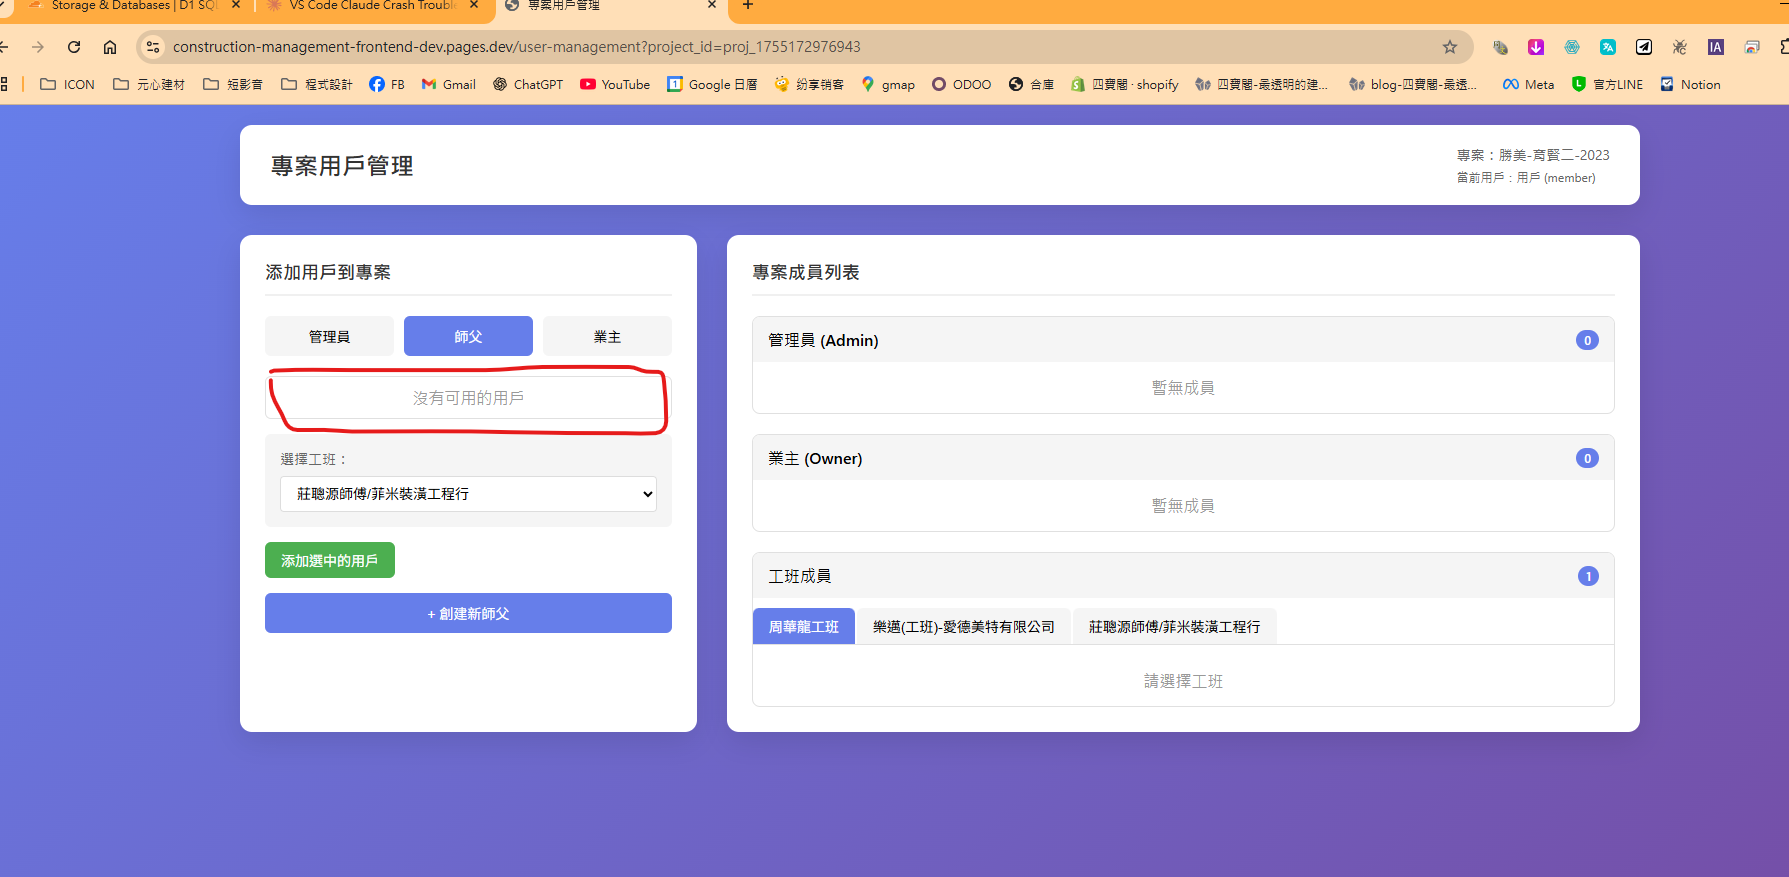 Storage & Databases | D1 SQL
VS Code Claude Crash Trouble
專案用戶管理
construction-management-frontend-dev.pages.dev/user-management?project_id=proj_1755172976943
ICON
元心建材
短影音
程式設計
FB
Gmail
ChatGPT
YouTube
Google 日曆
紛享銷客
gmap
ODOO
合庫
四寶閣 · shopify
四寶閣-最透明的建...
blog-四寶閣-最透...
Meta
官方LINE
Notion
專案用戶管理
專案：勝美-育賢二-2023
當前用戶：用戶 (member)
添加用戶到專案
管理員
師父
業主
沒有可用的用戶
選擇工班：
莊聰源師傅/菲米裝潢工程行
添加選中的用戶
+ 創建新師父
專案成員列表
管理員 (Admin)
0
暫無成員
業主 (Owner)
0
暫無成員
工班成員
1
周華龍工班
樂邁(工班)-愛德美特有限公司
莊聰源師傅/菲米裝潢工程行
請選擇工班